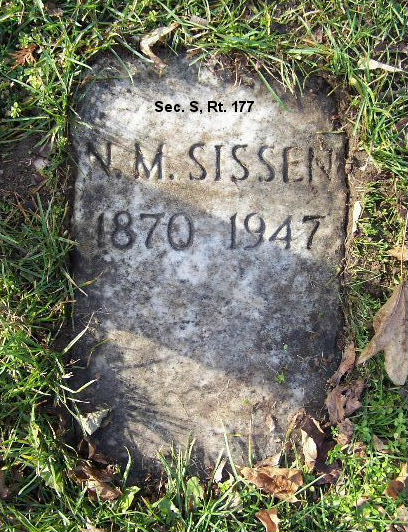 Sec. S, Rt. 177
N. M. SISSEN
1870 1947